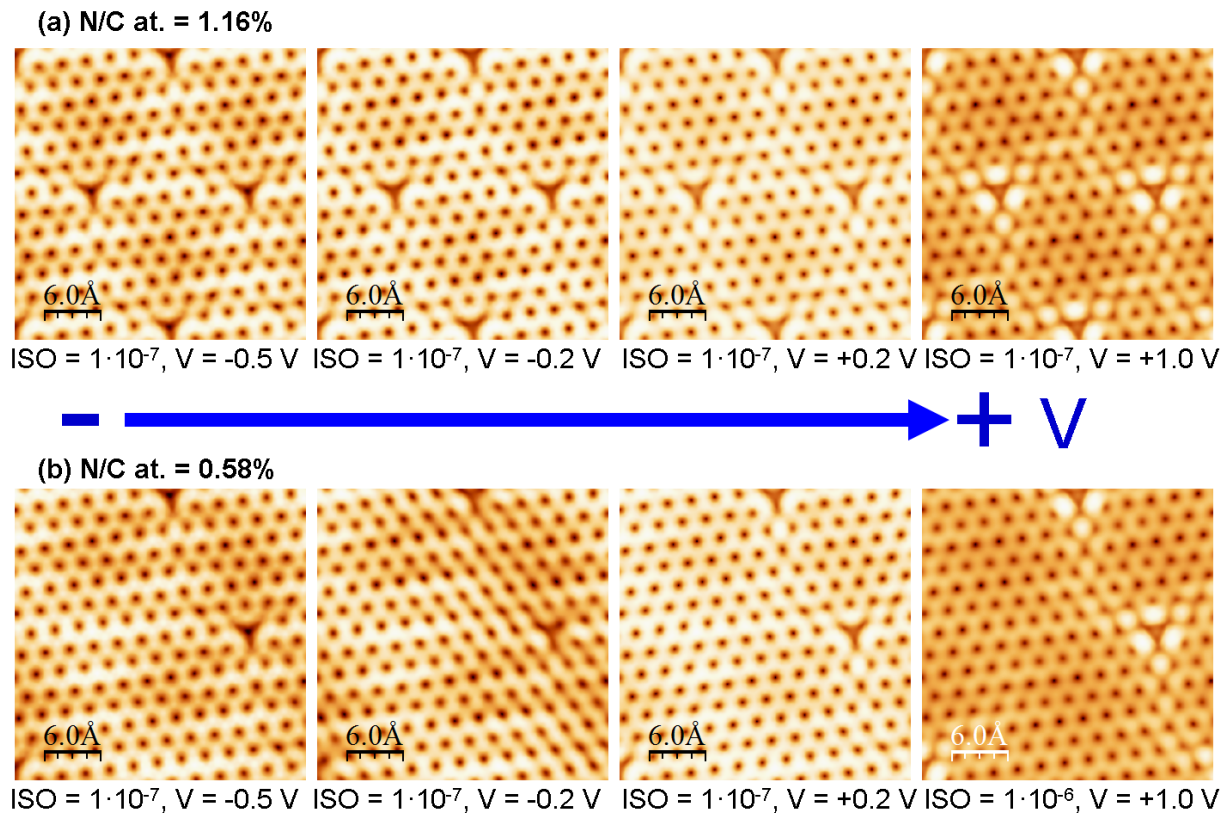 (a) N/C at. = 1.16%
6.0Å 6.0Å 6.0Å 6.0Å
ISO = 1·10⁻⁷, V = -0.5 V ISO = 1·10⁻⁷, V = -0.2 V ISO = 1·10⁻⁷, V = +0.2 V ISO = 1·10⁻⁷, V = +1.0 V
- + V
(b) N/C at. = 0.58%
6.0Å 6.0Å 6.0Å 6.0Å
ISO = 1·10⁻⁷, V = -0.5 V ISO = 1·10⁻⁷, V = -0.2 V ISO = 1·10⁻⁷, V = +0.2 V ISO = 1·10⁻⁶, V = +1.0 V